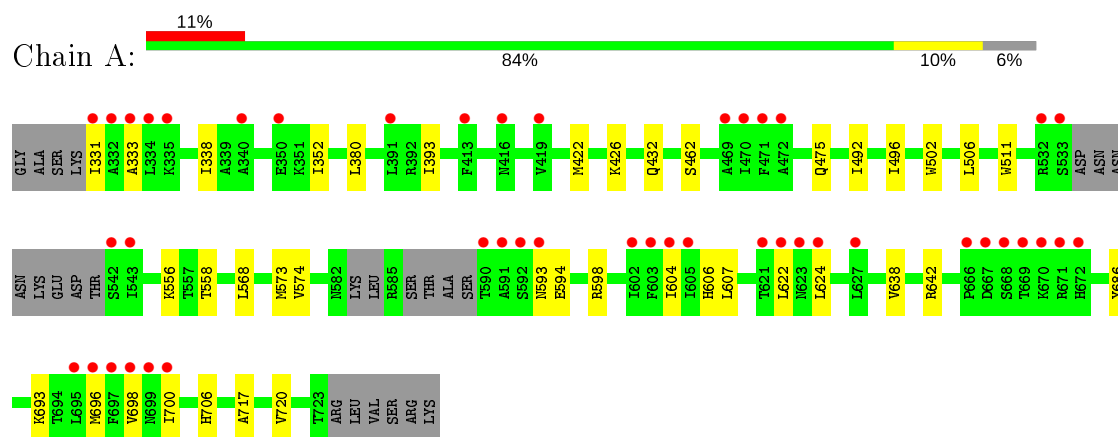 11%
Chain A:
84% 10% 6%
GLY ALA SER LYS I331 A332 A333 L334 K335 I338 A339 A340 E350 K351 I352 L380 L391 R392 I393 F413 N416 V419 M422 K426 Q432 S462 A469 I470 F471 A472 Q475 I492 I496 W502 L506 W511 R532 S533 ASP ASN ASN
ASN LYS GLU ASP THR S542 I543 K556 T557 T558 L568 M573 V574 N582 LYS LEU R585 SER THR ALA SER T590 A591 S592 N593 E594 R598 I602 F603 I604 I605 H606 L607 T621 L622 N623 L624 L627 V638 R642 P666 D667 S668 T669 K670 R671 H672 Y686
K693 T694 L695 M696 F697 V698 N699 I700 H706 A717 V720 T723 ARG LEU VAL SER ARG LYS